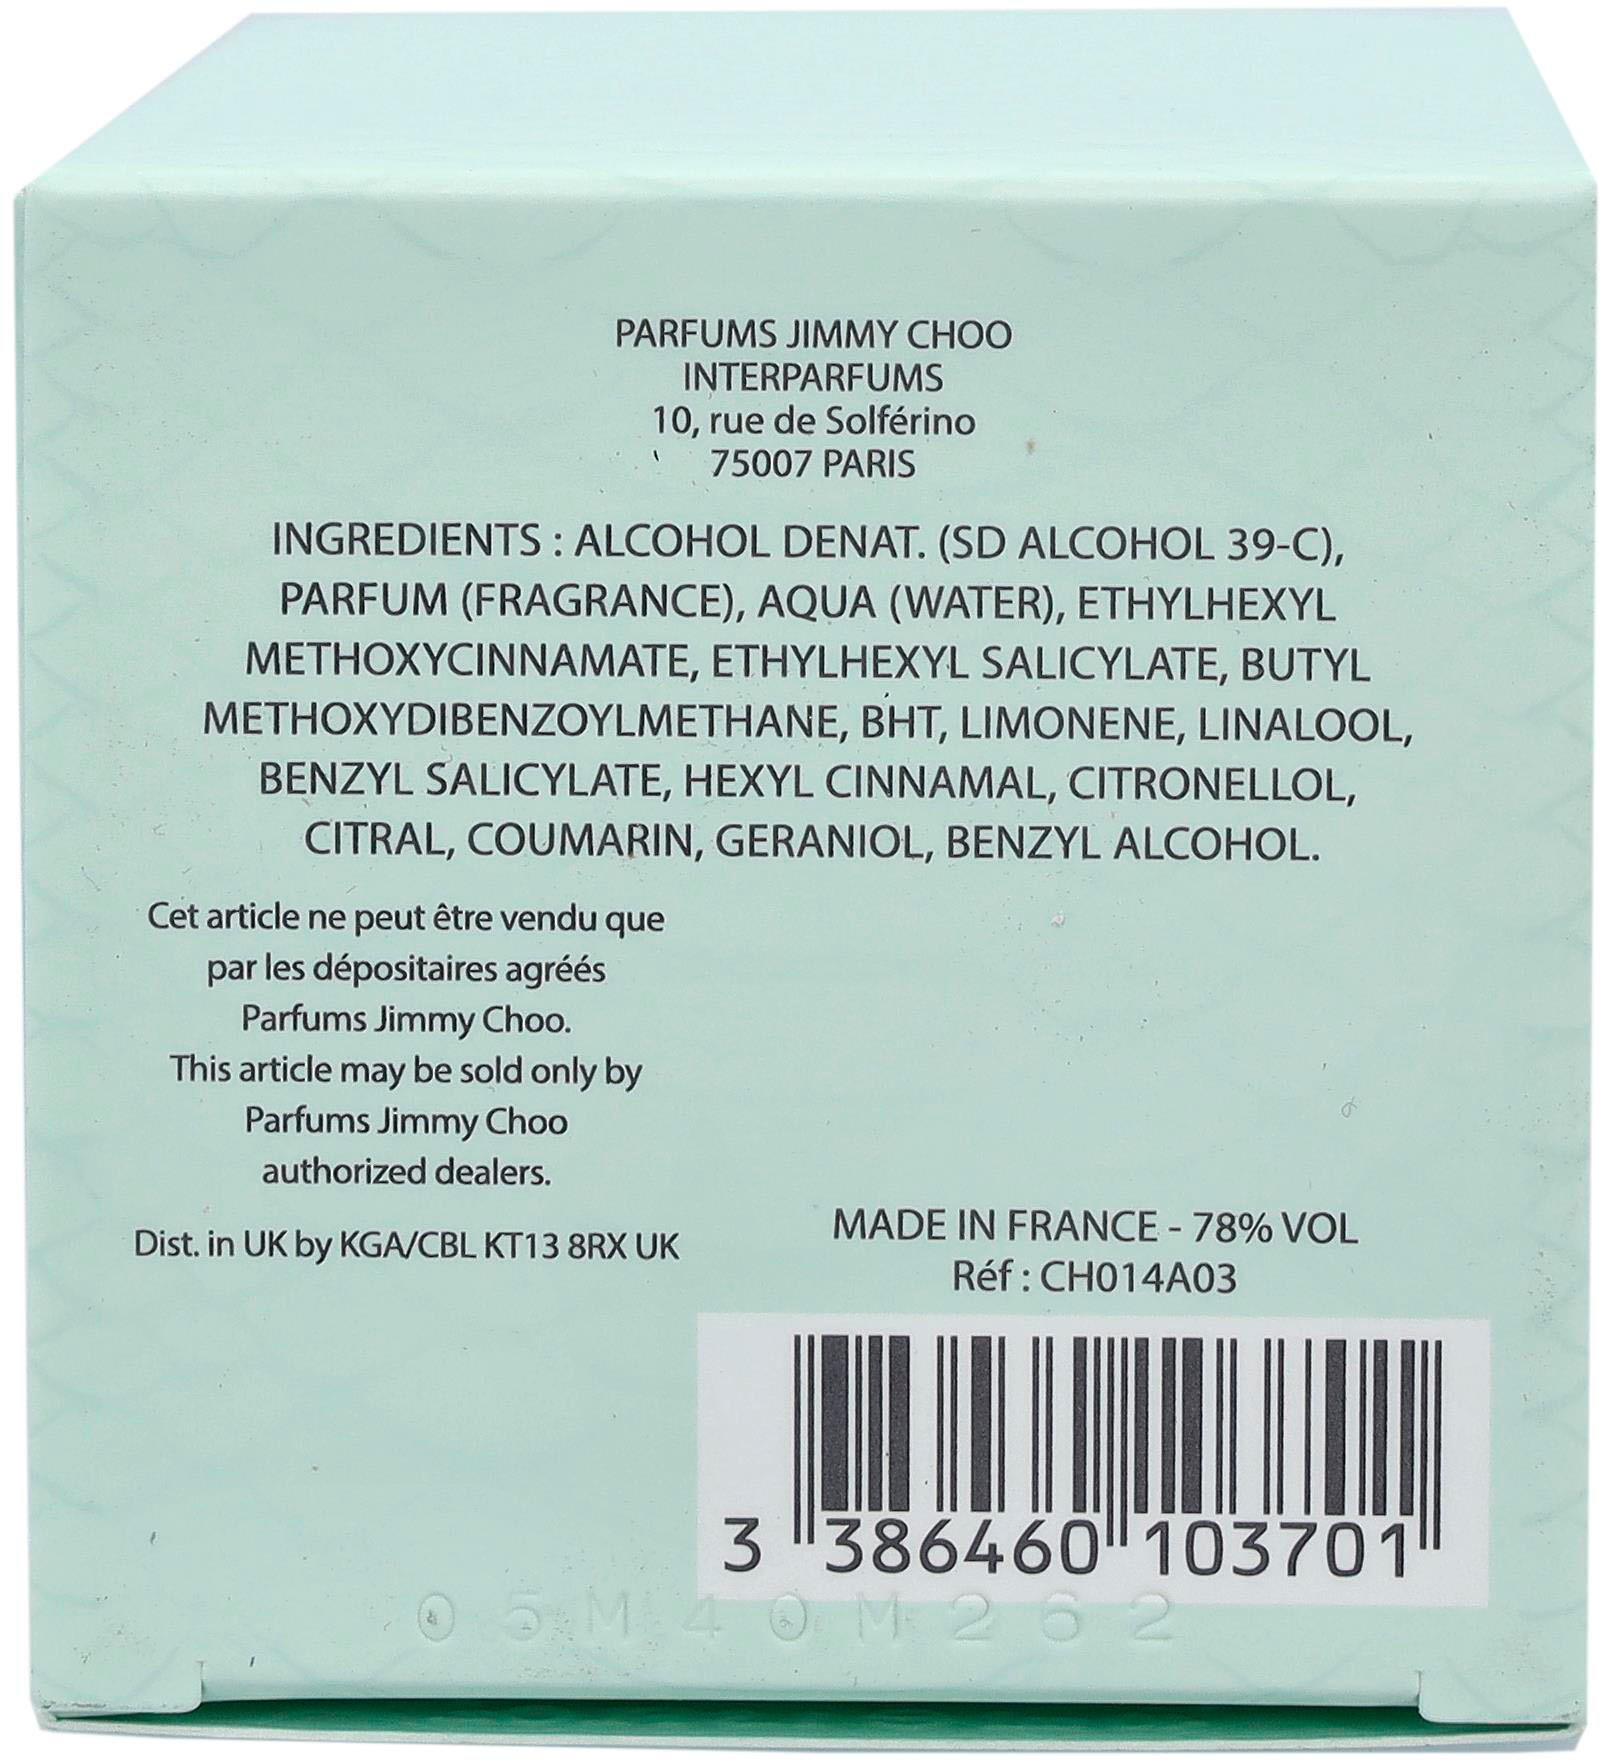 PARFUMS JIMMY CHOO
INTERPARFUMS
10, rue de Solférino
75007 PARIS
INGREDIENTS : ALCOHOL DENAT. (SD ALCOHOL 39-C),
PARFUM (FRAGRANCE), AQUA (WATER), ETHYLHEXYL
METHOXYCINNAMATE, ETHYLHEXYL SALICYLATE, BUTYL
METHOXYDIBENZOYLMETHANE, BHT, LIMONENE, LINALOOL,
BENZYL SALICYLATE, HEXYL CINNAMAL, CITRONELLOL,
CITRAL, COUMARIN, GERANIOL, BENZYL ALCOHOL.
Cet article ne peut être vendu que
par les dépositaires agréés
Parfums Jimmy Choo.
This article may be sold only by
Parfums Jimmy Choo
authorized dealers.
Dist. in UK by KGA/CBL KT13 8RX UK
MADE IN FRANCE - 78% VOL
Réf : CH014A03
3 386460 103701
05M40M262